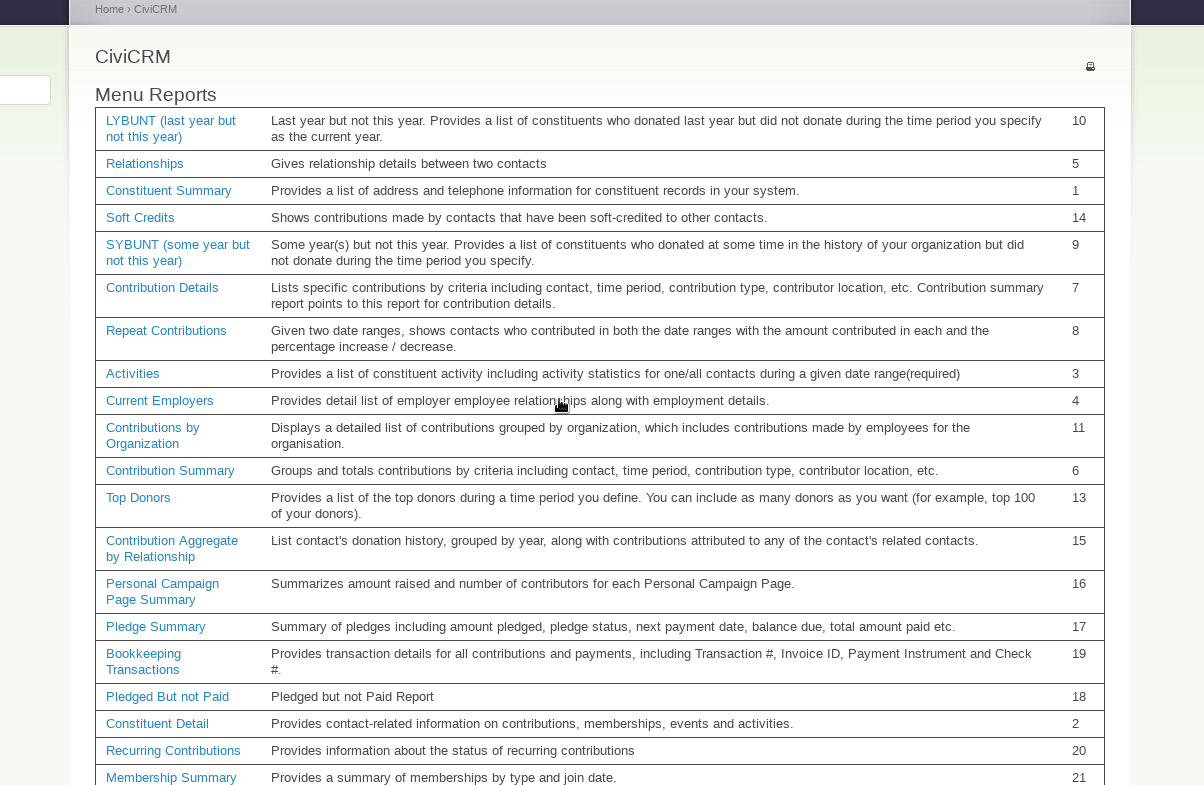 Home › CiviCRM
CiviCRM
Menu Reports
LYBUNT (last year but not this year) Last year but not this year. Provides a list of constituents who donated last year but did not donate during the time period you specify as the current year. 10
Relationships Gives relationship details between two contacts 5
Constituent Summary Provides a list of address and telephone information for constituent records in your system. 1
Soft Credits Shows contributions made by contacts that have been soft-credited to other contacts. 14
SYBUNT (some year but not this year) Some year(s) but not this year. Provides a list of constituents who donated at some time in the history of your organization but did not donate during the time period you specify. 9
Contribution Details Lists specific contributions by criteria including contact, time period, contribution type, contributor location, etc. Contribution summary report points to this report for contribution details. 7
Repeat Contributions Given two date ranges, shows contacts who contributed in both the date ranges with the amount contributed in each and the percentage increase / decrease. 8
Activities Provides a list of constituent activity including activity statistics for one/all contacts during a given date range(required) 3
Current Employers Provides detail list of employer employee relationships along with employment details. 4
Contributions by Organization Displays a detailed list of contributions grouped by organization, which includes contributions made by employees for the organisation. 11
Contribution Summary Groups and totals contributions by criteria including contact, time period, contribution type, contributor location, etc. 6
Top Donors Provides a list of the top donors during a time period you define. You can include as many donors as you want (for example, top 100 of your donors). 13
Contribution Aggregate by Relationship List contact's donation history, grouped by year, along with contributions attributed to any of the contact's related contacts. 15
Personal Campaign Page Summary Summarizes amount raised and number of contributors for each Personal Campaign Page. 16
Pledge Summary Summary of pledges including amount pledged, pledge status, next payment date, balance due, total amount paid etc. 17
Bookkeeping Transactions Provides transaction details for all contributions and payments, including Transaction #, Invoice ID, Payment Instrument and Check #. 19
Pledged But not Paid Pledged but not Paid Report 18
Constituent Detail Provides contact-related information on contributions, memberships, events and activities. 2
Recurring Contributions Provides information about the status of recurring contributions 20
Membership Summary Provides a summary of memberships by type and join date. 21